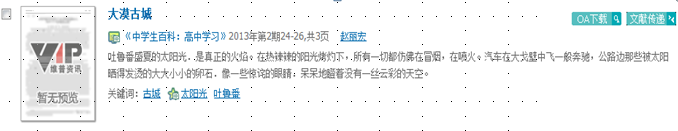 大漠古城
OA下载 文献传递
《中学生百科：高中学习》 2013年第2期24-26,共3页 赵丽宏
吐鲁番盛夏的太阳光，是真正的火焰。在热辣辣的阳光烤灼下，所有一切都仿佛在冒烟，在喷火。汽车在大戈壁中飞一般奔驰，公路边那些被太阳
晒得发烫的大大小小的卵石，像一些惊诧的眼睛，呆呆地瞪着没有一丝云彩的天空。
关键词： 古城 太阳光 吐鲁番
VIP
维普资讯
暂无预览